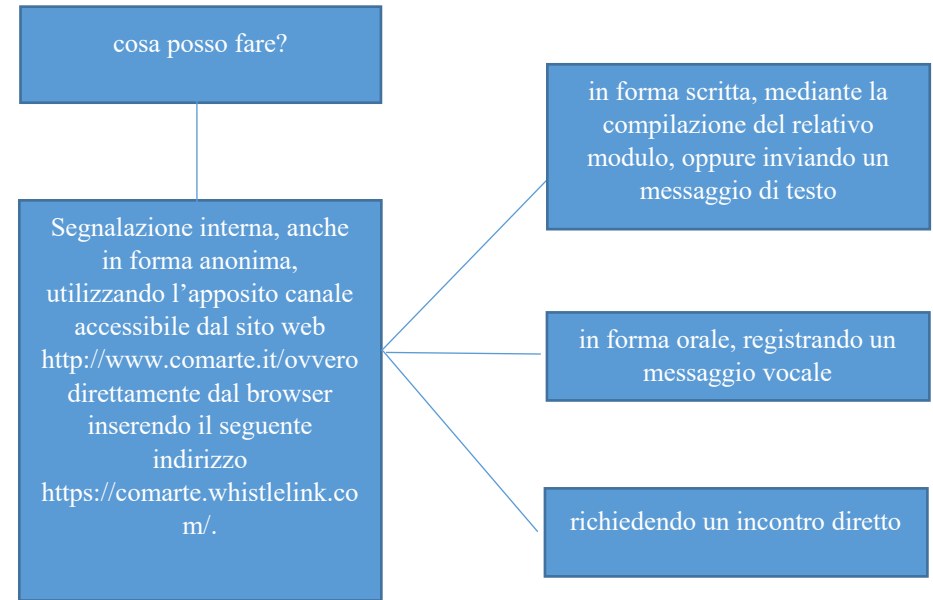 cosa posso fare?
Segnalazione interna, anche
in forma anonima,
utilizzando l’apposito canale
accessibile dal sito web
http://www.comarte.it/ovvero
direttamente dal browser
inserendo il seguente
indirizzo
https://comarte.whistlelink.co
m/.
in forma scritta, mediante la
compilazione del relativo
modulo, oppure inviando un
messaggio di testo
in forma orale, registrando un
messaggio vocale
richiedendo un incontro diretto